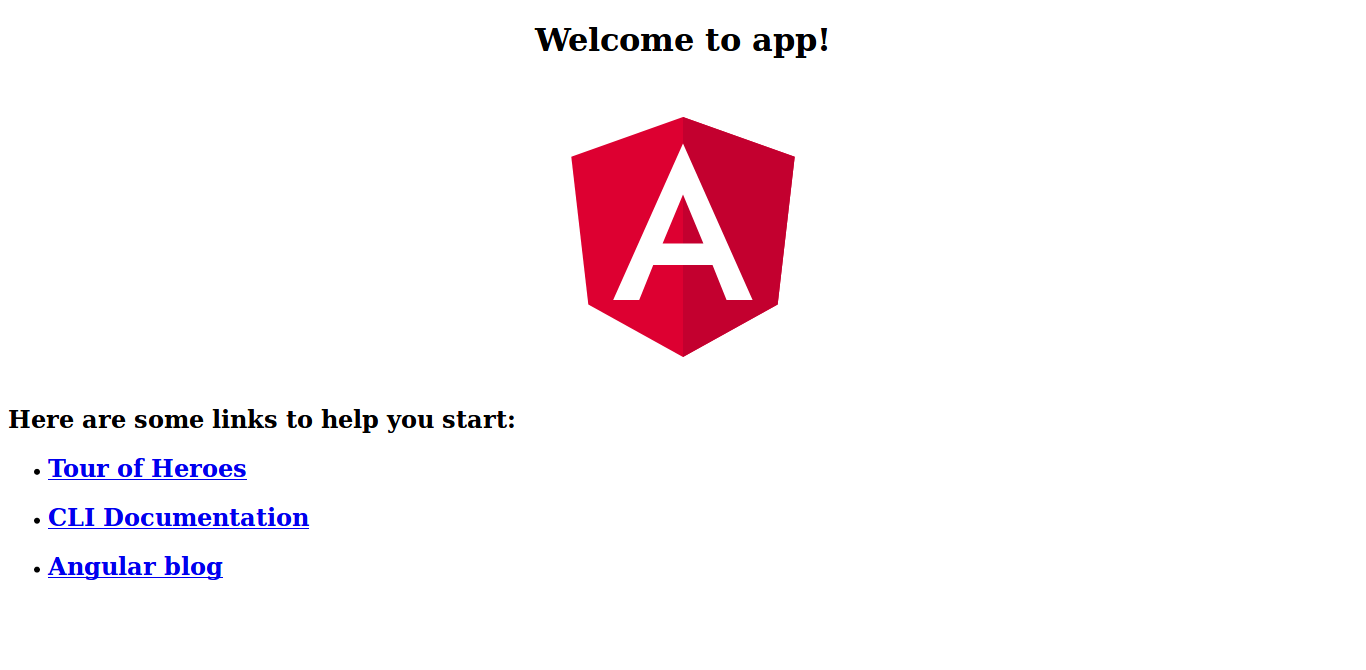 Welcome to app!
A
Here are some links to help you start:
Tour of Heroes
CLI Documentation
Angular blog